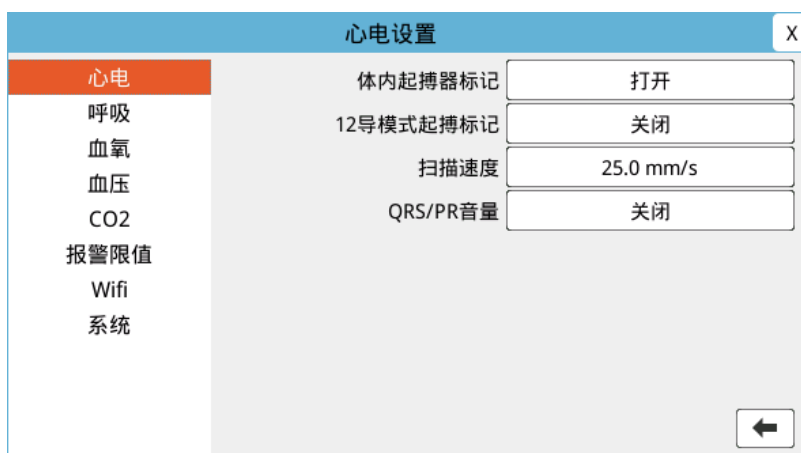 心电设置
X
心电
呼吸
血氧
血压
CO2
报警限值
Wifi
系统
体内起搏器标记 打开
12导模式起搏标记 关闭
扫描速度 25.0 mm/s
QRS/PR音量 关闭